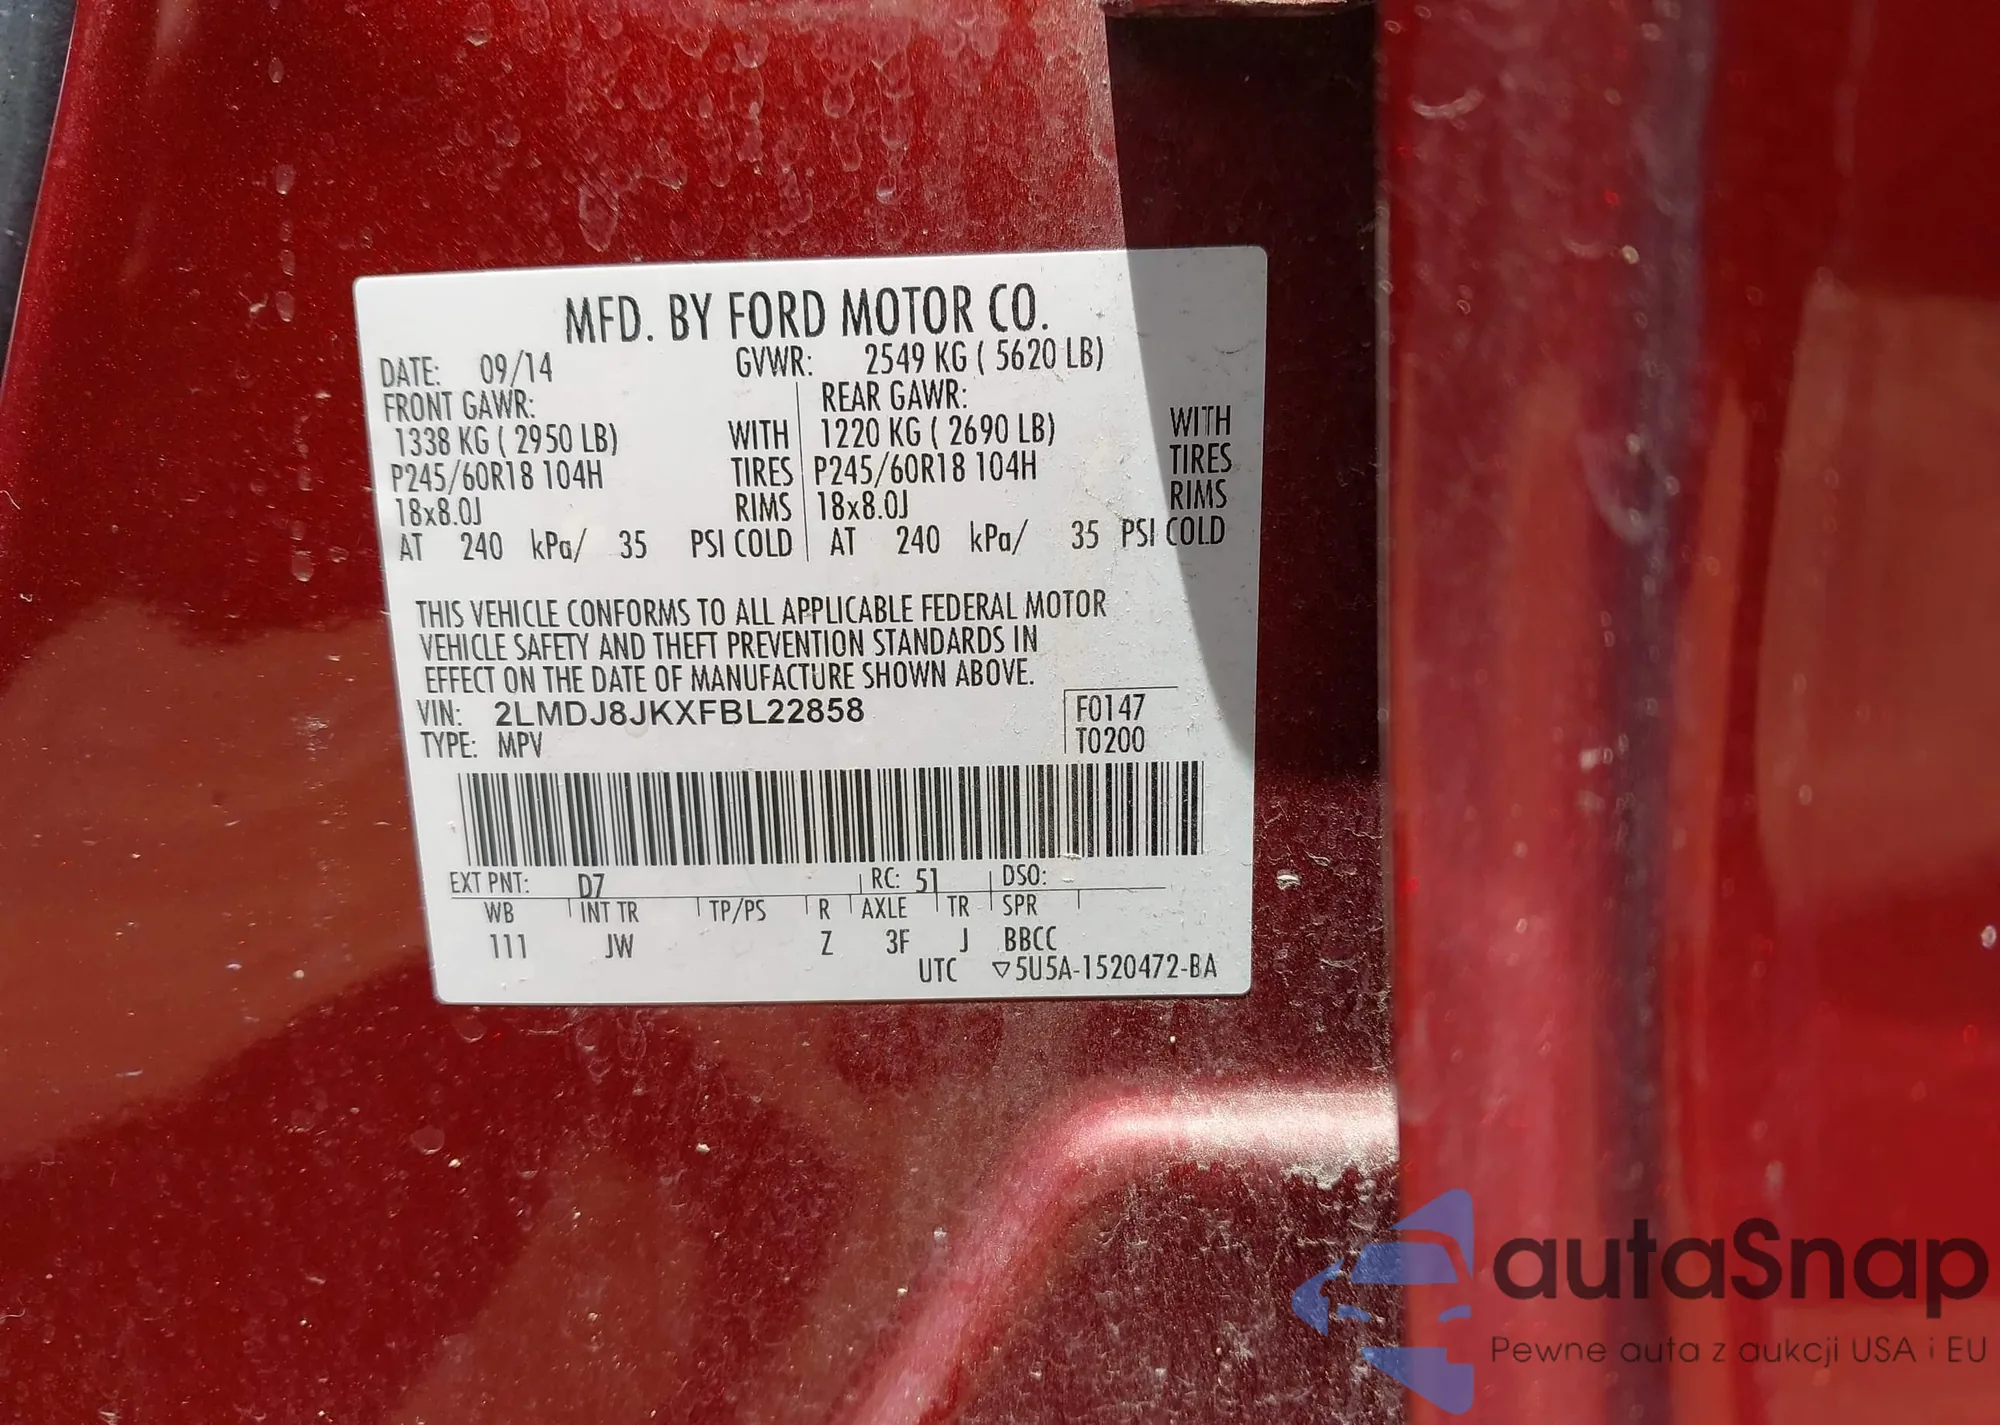 MFD. BY FORD MOTOR CO.
DATE: 09/14 GVWR: 2549 KG ( 5620 LB)
FRONT GAWR: REAR GAWR:
1338 KG ( 2950 LB) WITH 1220 KG ( 2690 LB) WITH
P245/60R18 104H TIRES P245/60R18 104H TIRES
18x8.0J RIMS 18x8.0J RIMS
AT 240 kPa/ 35 PSI COLD AT 240 kPa/ 35 PSI COLD
THIS VEHICLE CONFORMS TO ALL APPLICABLE FEDERAL MOTOR
VEHICLE SAFETY AND THEFT PREVENTION STANDARDS IN
EFFECT ON THE DATE OF MANUFACTURE SHOWN ABOVE.
VIN: 2LMDJ8JKXFBL22858 F0147
TYPE: MPV T0200
EXT PNT: D7 RC: 51 DSO:
WB INT TR TP/PS R AXLE TR SPR
111 JW Z 3F J BBCC
UTC ▽5U5A-1520472-BA
autaSnap
Pewne auta z aukcji USA i EU